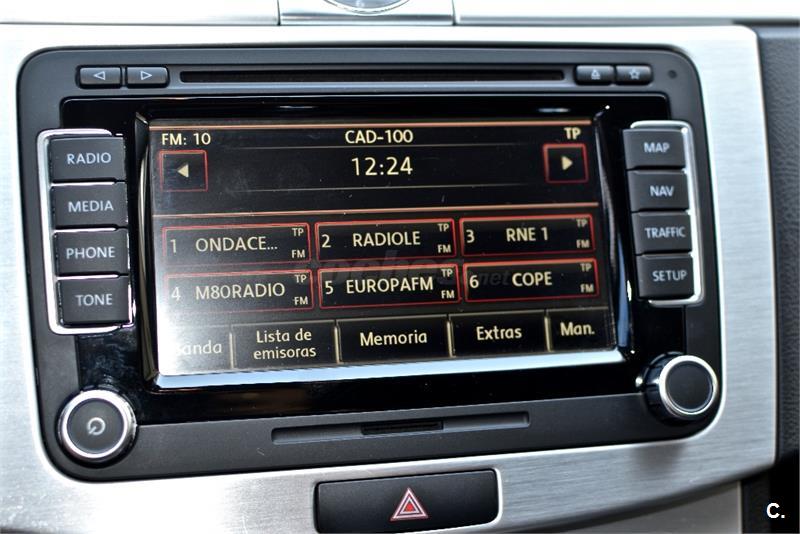 FM: 10 CAD-100 TP
12:24
1 ONDACE... TP FM
2 RADIOLE TP FM
3 RNE 1 TP FM
4 M80RADIO TP FM
5 EUROPAFM TP FM
6 COPE TP FM
Lista de
emisoras
Memoria
Extras
Man.
RADIO
MEDIA
PHONE
TONE
MAP
NAV
TRAFFIC
SETUP
C.